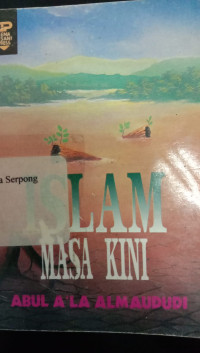 a Serpong
ISLAM
MASA KINI
ABUL A'LA ALMAUDUDI